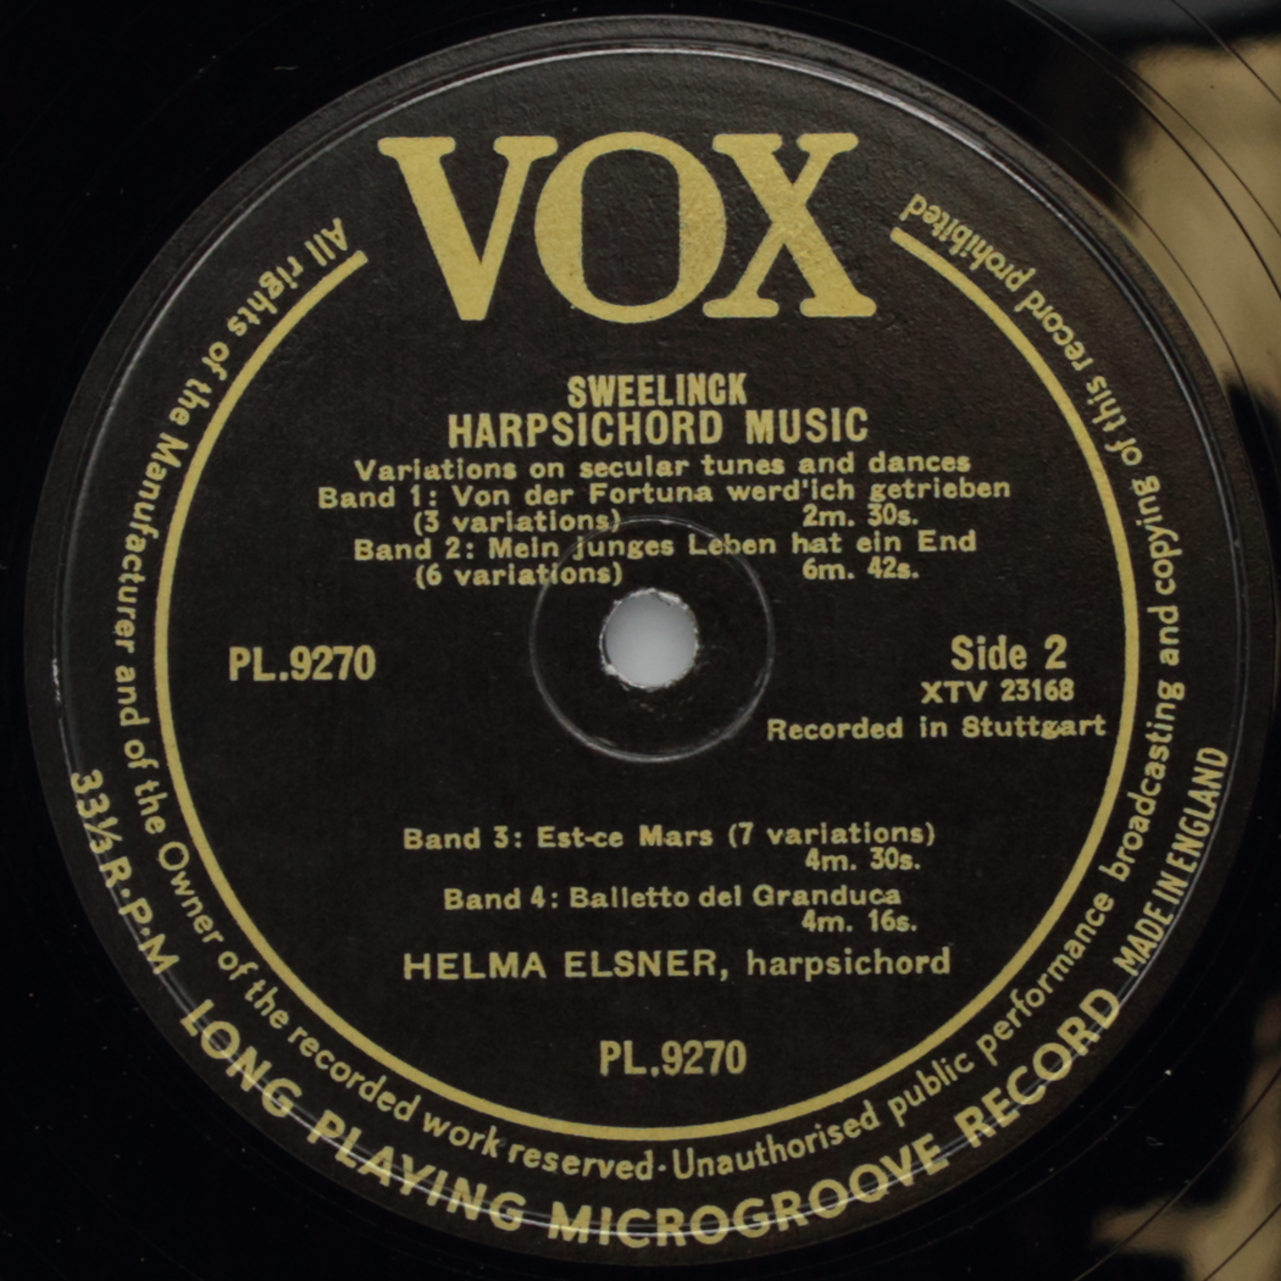 VOX
SWEELINCK
HARPSICHORD MUSIC
Variations on secular tunes and dances
Band 1: Von der Fortuna werd'ich getrieben
(3 variations) 2m. 30s.
Band 2: Mein junges Leben hat ein End
(6 variations) 6m. 42s.
PL.9270
Side 2
XTV 23168
Recorded in Stuttgart
Band 3: Est-ce Mars (7 variations)
4m. 30s.
Band 4: Balletto del Granduca
4m. 16s.
HELMA ELSNER, harpsichord
PL.9270
All rights of the Manufacturer and of the Owner of the recorded work reserved·Unauthorised public performance broadcasting and copying of this record prohibited
33⅓ R·P·M LONG PLAYING MICROGROOVE RECORD MADE IN ENGLAND